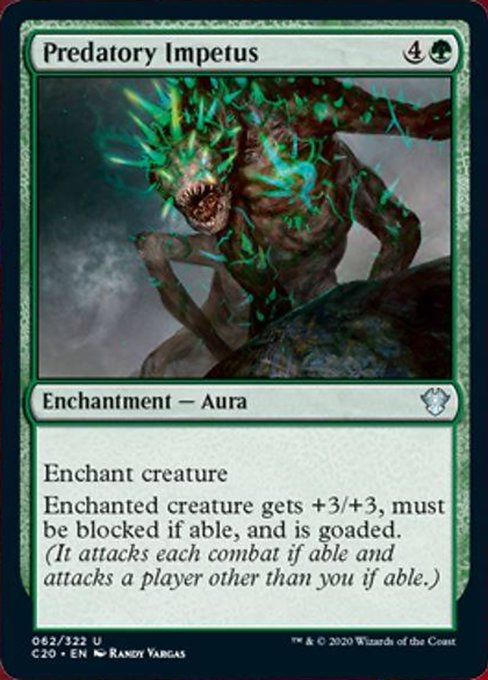 Predatory Impetus 4
Enchantment — Aura
Enchant creature
Enchanted creature gets +3/+3, must
be blocked if able, and is goaded.
(It attacks each combat if able and
attacks a player other than you if able.)
062/322 U
C20 • EN Randy Vargas
™ & © 2020 Wizards of the Coast